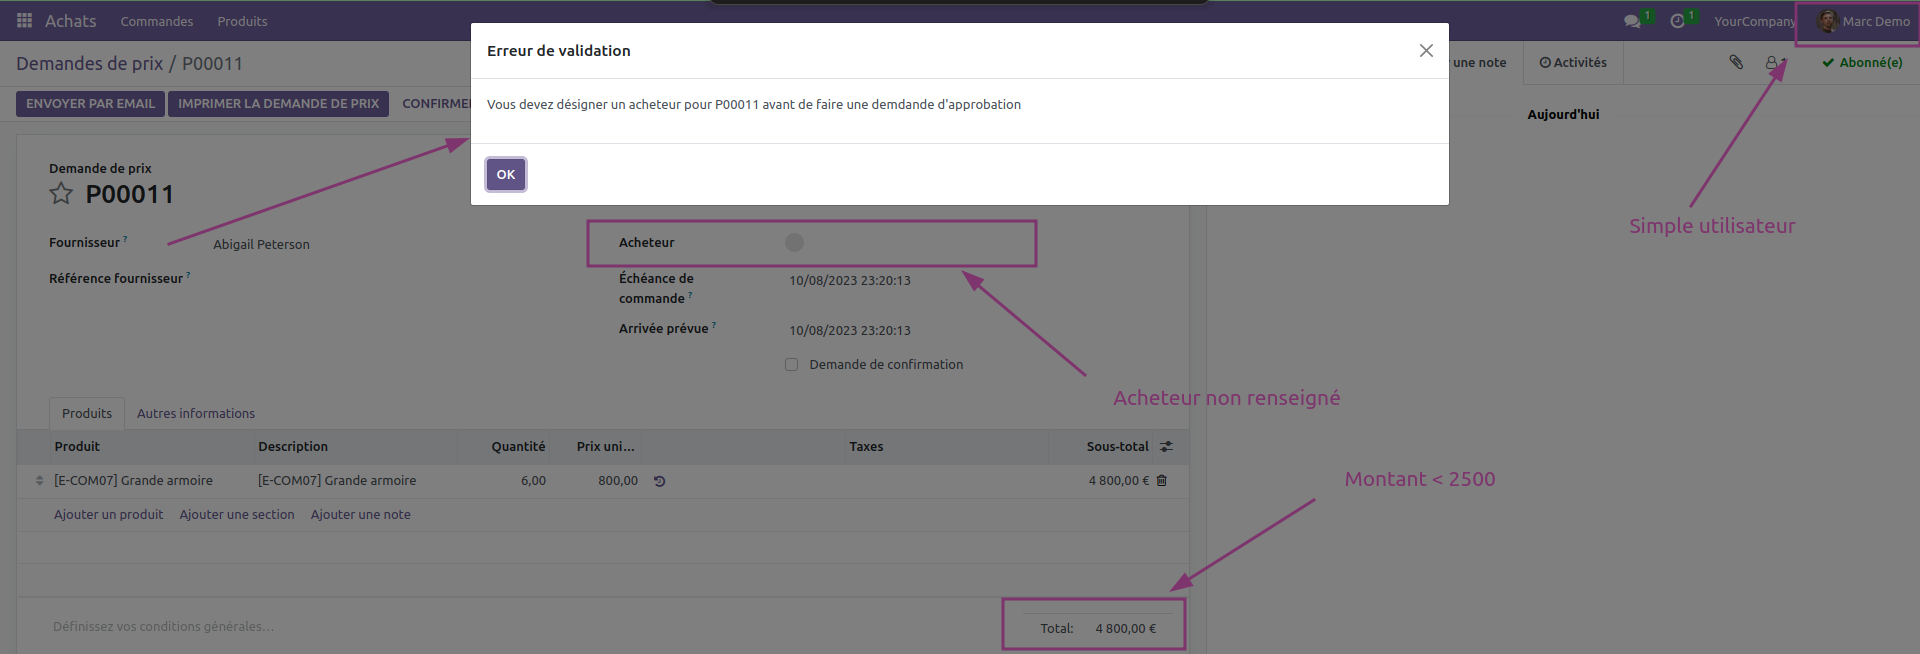 Achats Commandes Produits 1 1 YourCompany Marc Demo
Demandes de prix / P00011
Erreur de validation
une note Activités Abonné(e)
ENVOYER PAR EMAIL IMPRIMER LA DEMANDE DE PRIX CONFIRMER
Vous devez désigner un acheteur pour P00011 avant de faire une demdande d'approbation
OK
Aujourd'hui
Demande de prix
P00011
Simple utilisateur
Fournisseur ? Abigail Peterson
Acheteur
Référence fournisseur ?
Échéance de commande ? 10/08/2023 23:20:13
Arrivée prévue ? 10/08/2023 23:20:13
Demande de confirmation
Acheteur non renseigné
Produits Autres informations
Produit Description Quantité Prix uni... Taxes Sous-total
[E-COM07] Grande armoire [E-COM07] Grande armoire 6,00 800,00 4 800,00 €
Montant < 2500
Ajouter un produit Ajouter une section Ajouter une note
Définissez vos conditions générales...
Total: 4 800,00 €